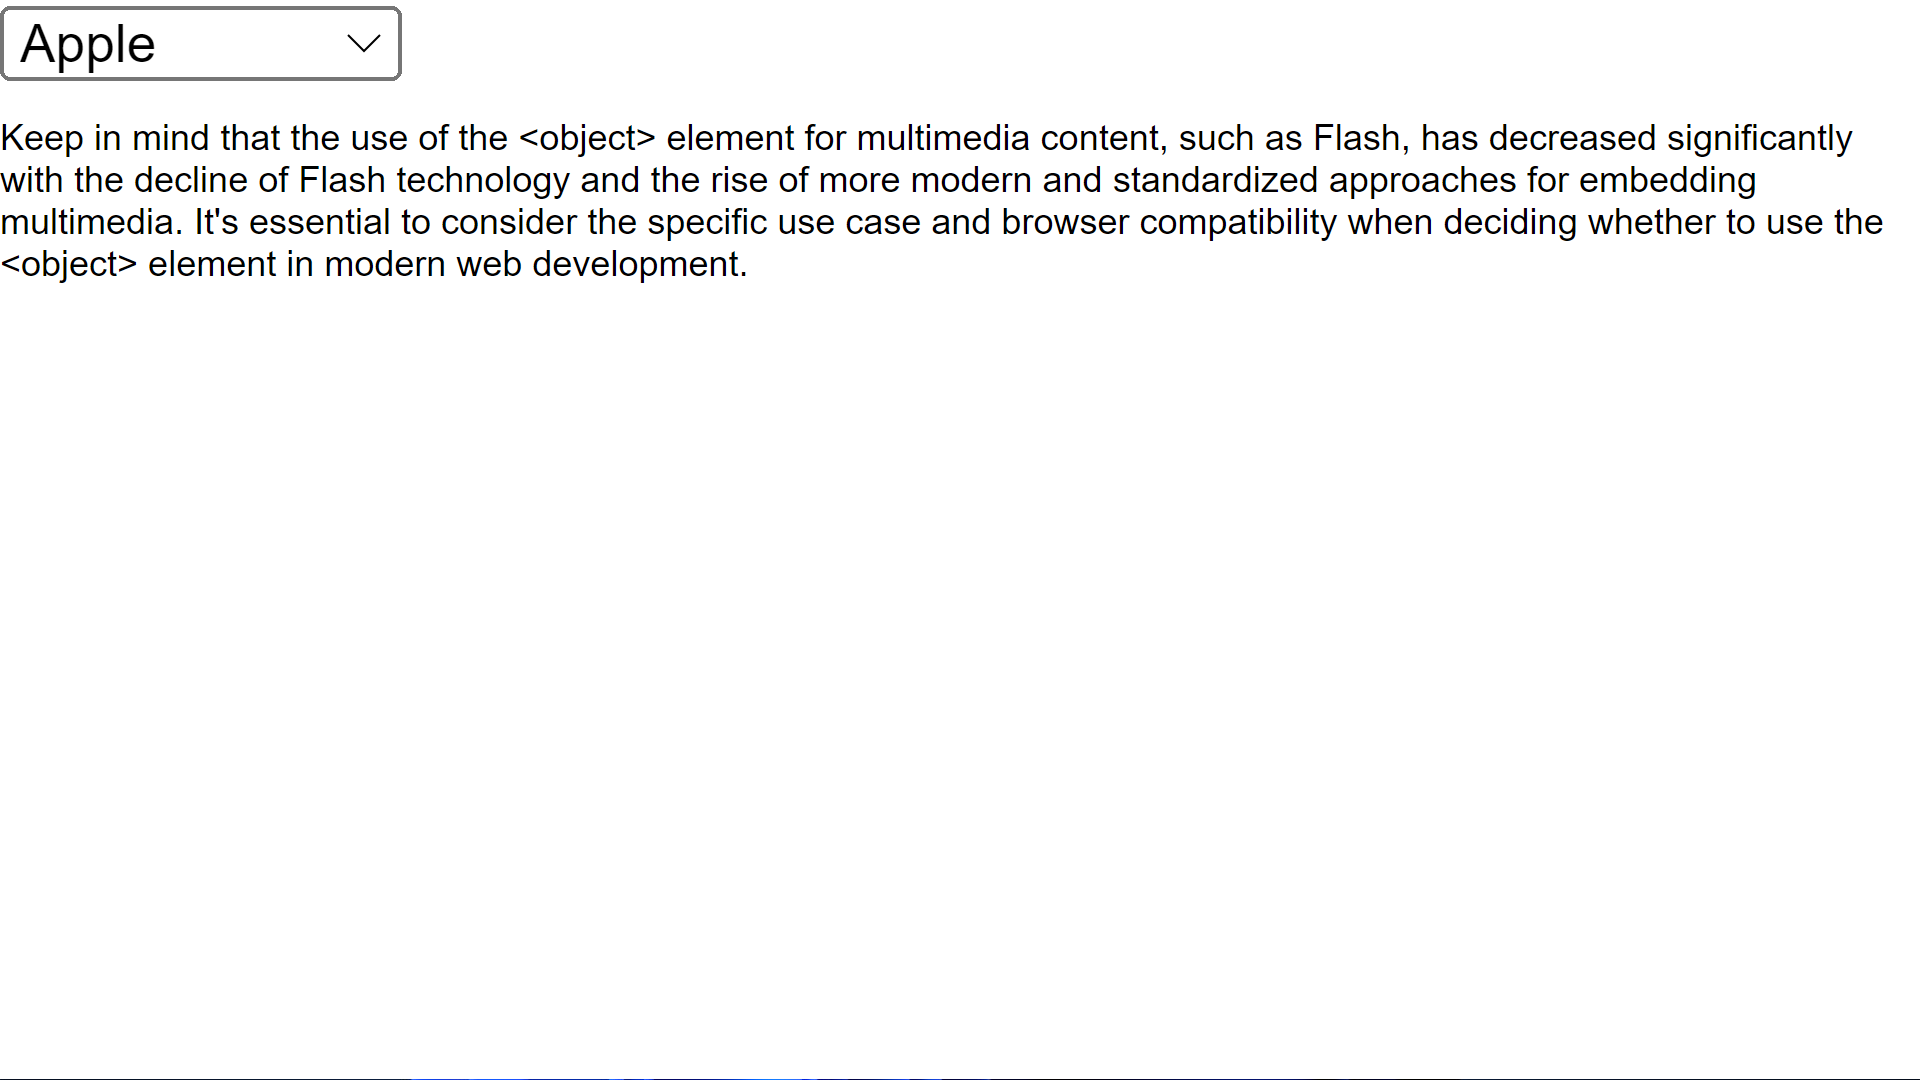 Apple
Keep in mind that the use of the <object> element for multimedia content, such as Flash, has decreased significantly
with the decline of Flash technology and the rise of more modern and standardized approaches for embedding
multimedia. It's essential to consider the specific use case and browser compatibility when deciding whether to use the
<object> element in modern web development.